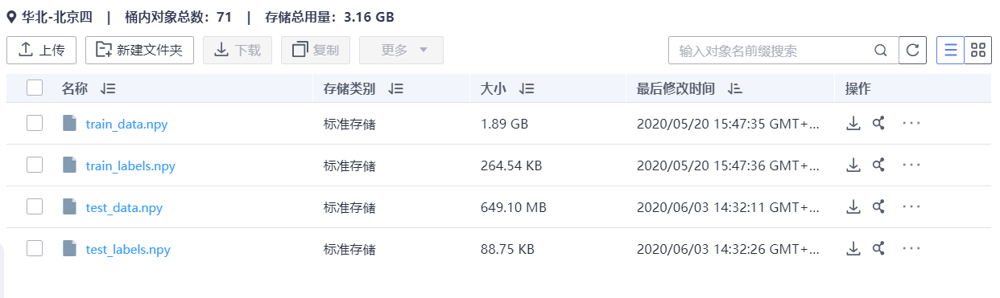 华北-北京四 | 桶内对象总数：71 | 存储总用量：3.16 GB
上传 新建文件夹 下载 复制 更多 输入对象名前缀搜索
名称 存储类别 大小 最后修改时间 操作
train_data.npy 标准存储 1.89 GB 2020/05/20 15:47:35 GMT+...
train_labels.npy 标准存储 264.54 KB 2020/05/20 15:47:36 GMT+...
test_data.npy 标准存储 649.10 MB 2020/06/03 14:32:11 GMT+...
test_labels.npy 标准存储 88.75 KB 2020/06/03 14:32:26 GMT+...